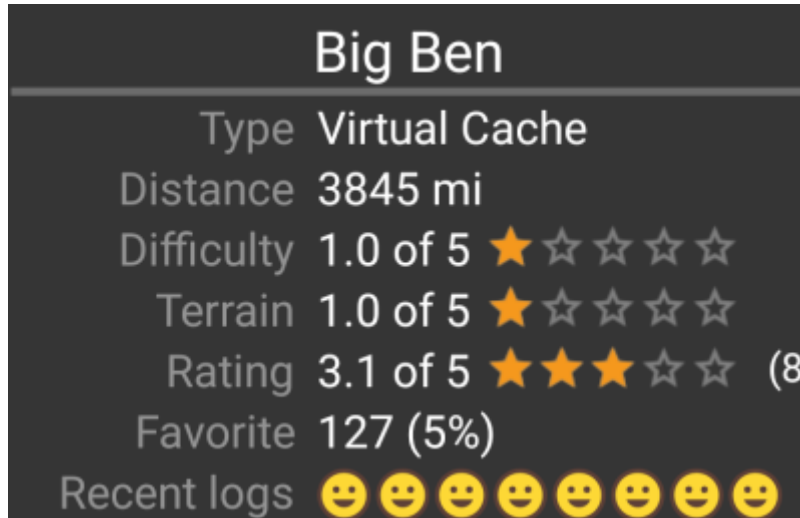 Big Ben
Type Virtual Cache
Distance 3845 mi
Difficulty 1.0 of 5
Terrain 1.0 of 5
Rating 3.1 of 5 (8
Favorite 127 (5%)
Recent logs